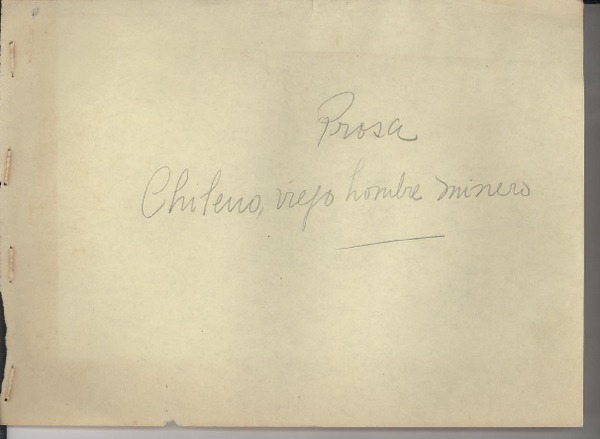 Prosa
Chileno, viejo hombre minero